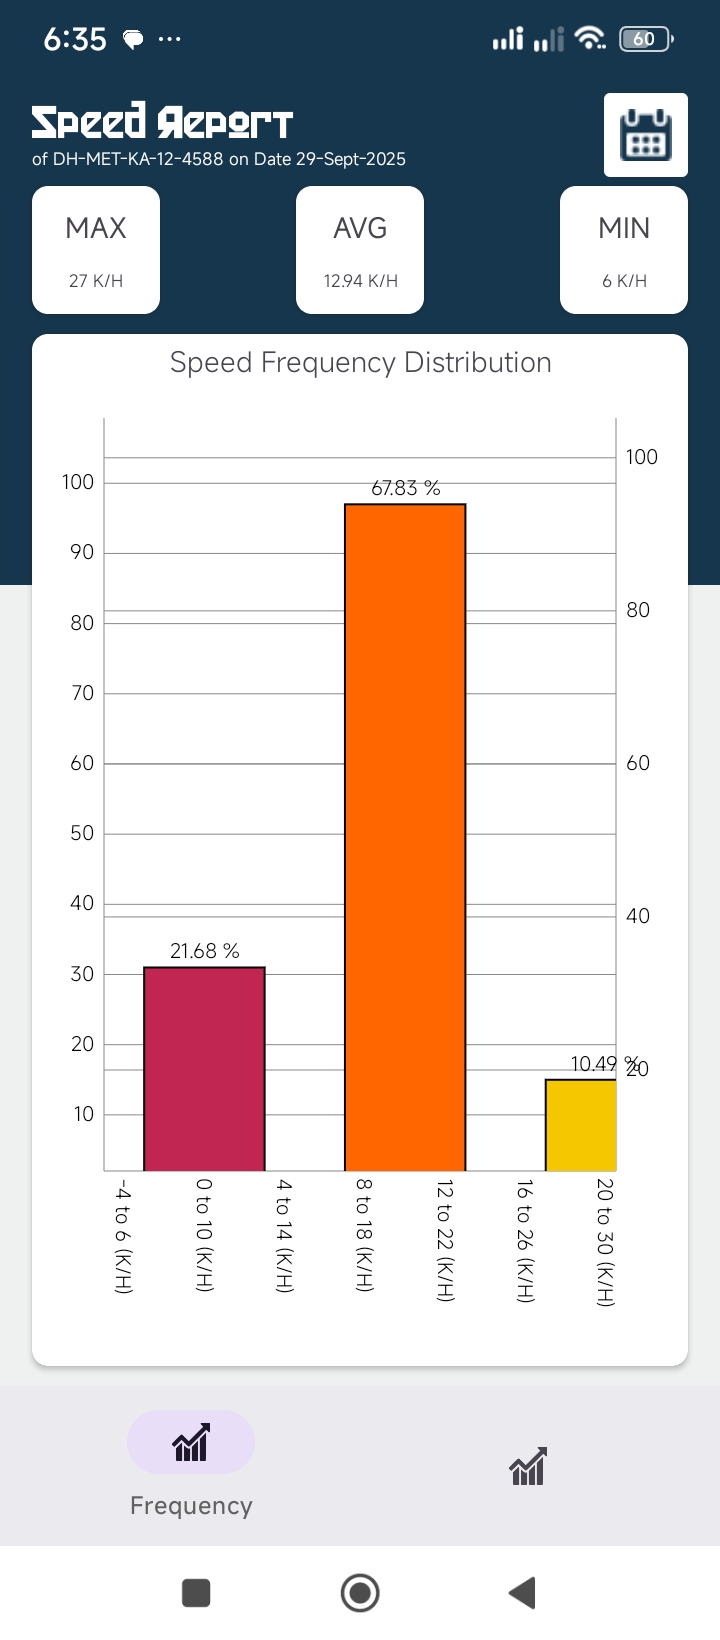 6:35
60
Speed Report
of DH-MET-KA-12-4588 on Date 29-Sept-2025
MAX
27 K/H
AVG
12.94 K/H
MIN
6 K/H
Speed Frequency Distribution
100
90
80
70
60
50
40
30
20
10
100
80
60
40
20
67.83 %
21.68 %
10.49 %
-4 to 6 (K/H)
0 to 10 (K/H)
4 to 14 (K/H)
8 to 18 (K/H)
12 to 22 (K/H)
16 to 26 (K/H)
20 to 30 (K/H)
Frequency